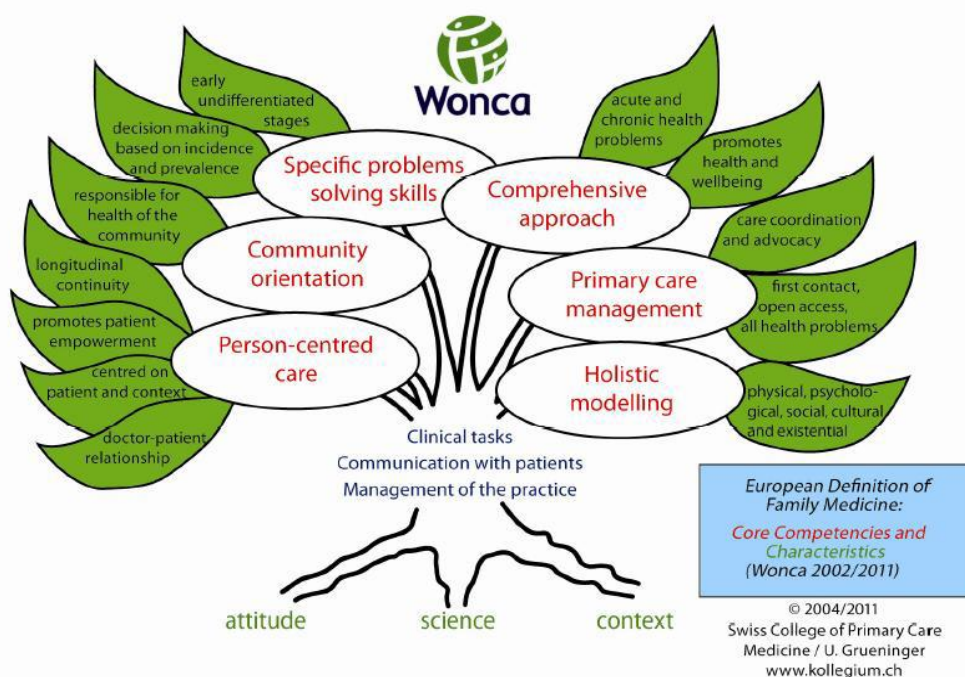 Wonca
early
undifferentiated
stages
decision making
based on incidence
and prevalence
responsible for
health of the
community
longitudinal
continuity
promotes patient
empowerment
centred on
patient and context
doctor-patient
relationship
Specific problems
solving skills
Community
orientation
Person-centred
care
Comprehensive
approach
Primary care
management
Holistic
modelling
acute and
chronic health
problems
promotes
health and
wellbeing
care coordination
and advocacy
first contact,
open access,
all health problems
physical, psycholo-
gical, social, cultural
and existential
Clinical tasks
Communication with patients
Management of the practice
attitude
science
context
European Definition of
Family Medicine:
Core Competencies and
Characteristics
(Wonca 2002/2011)
© 2004/2011
Swiss College of Primary Care
Medicine / U. Grueninger
www.kollegium.ch